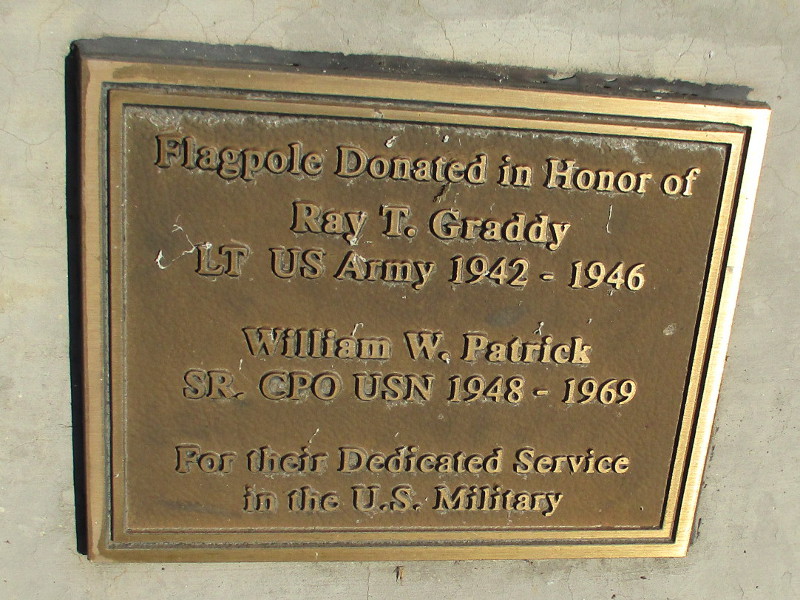 Flagpole Donated in Honor of
Ray T. Graddy
LT US Army 1942 - 1946
William W. Patrick
SR. CPO USN 1948 - 1969
For their Dedicated Service
in the U.S. Military